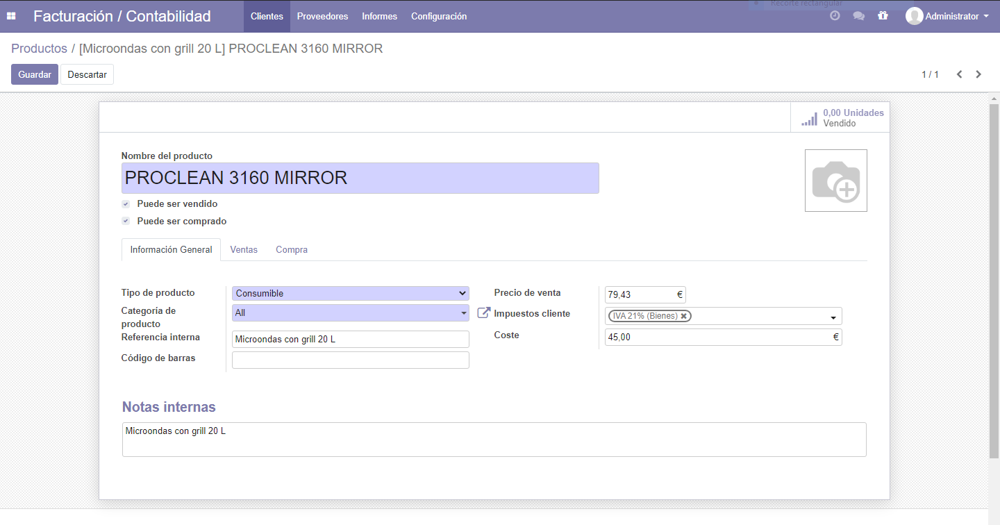 Recorte rectangular
Facturación / Contabilidad
Clientes
Proveedores
Informes
Configuración
Administrator
Productos / [Microondas con grill 20 L] PROCLEAN 3160 MIRROR
Guardar
Descartar
1 / 1
0,00 Unidades
Vendido
Nombre del producto
PROCLEAN 3160 MIRROR
Puede ser vendido
Puede ser comprado
Información General
Ventas
Compra
Tipo de producto
Consumible
Categoría de
producto
All
Referencia interna
Microondas con grill 20 L
Código de barras
Precio de venta
79,43 €
Impuestos cliente
IVA 21% (Bienes)
Coste
45,00 €
Notas internas
Microondas con grill 20 L